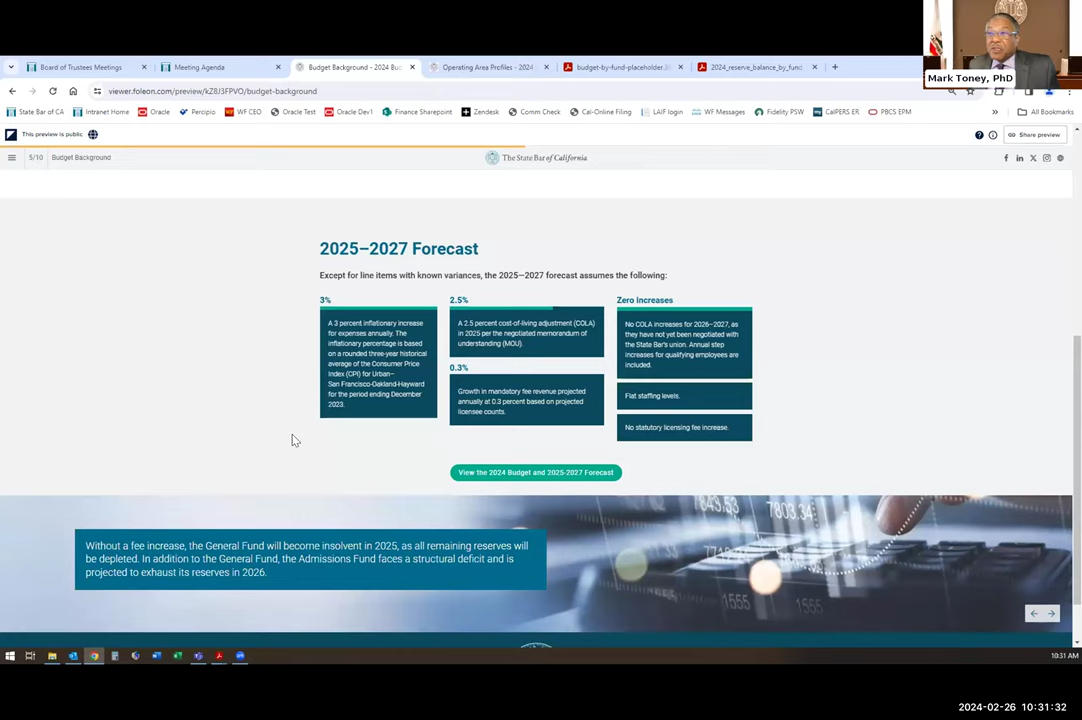 Mark Toney, PhD
Board of Trustees Meetings
Meeting Agenda
Budget Background - 2024 Bu
Operating Area Profiles - 2024
budget-by-fund-placeholder.
2024_reserve_balance_by_fund
viewer.foleon.com/preview/kZ8J3FPVO/budget-background
State Bar of CA
Intranet Home
Oracle
Percipio
WF CEO
Oracle Test
Oracle Dev1
Finance Sharepoint
Zendesk
Comm Check
Cal-Online Filing
LAIF login
WF Messages
Fidelity PSW
CalPERS ER
PBCS EPM
All Bookmarks
This preview is public
Share preview
5/10
Budget Background
The State Bar of California
2025–2027 Forecast
Except for line items with known variances, the 2025–2027 forecast assumes the following:
3%
A 3 percent inflationary increase
for expenses annually. The
inflationary percentage is based
on a rounded three-year historical
average of the Consumer Price
Index (CPI) for Urban–
San Francisco-Oakland-Hayward
for the period ending December
2023.
2.5%
A 2.5 percent cost-of-living adjustment (COLA)
in 2025 per the negotiated memorandum of
understanding (MOU).
0.3%
Growth in mandatory fee revenue projected
annually at 0.3 percent based on projected
licensee counts.
Zero increases
No COLA increases for 2026–2027, as
they have not yet been negotiated with
the State Bar's union. Annual step
increases for qualifying employees are
included.
Flat staffing levels.
No statutory licensing fee increase.
View the 2024 Budget and 2025-2027 Forecast
Without a fee increase, the General Fund will become insolvent in 2025, as all remaining reserves will
be depleted. In addition to the General Fund, the Admissions Fund faces a structural deficit and is
projected to exhaust its reserves in 2026.
7803.34
1555
1555
10:31 AM
2024-02-26 10:31:32